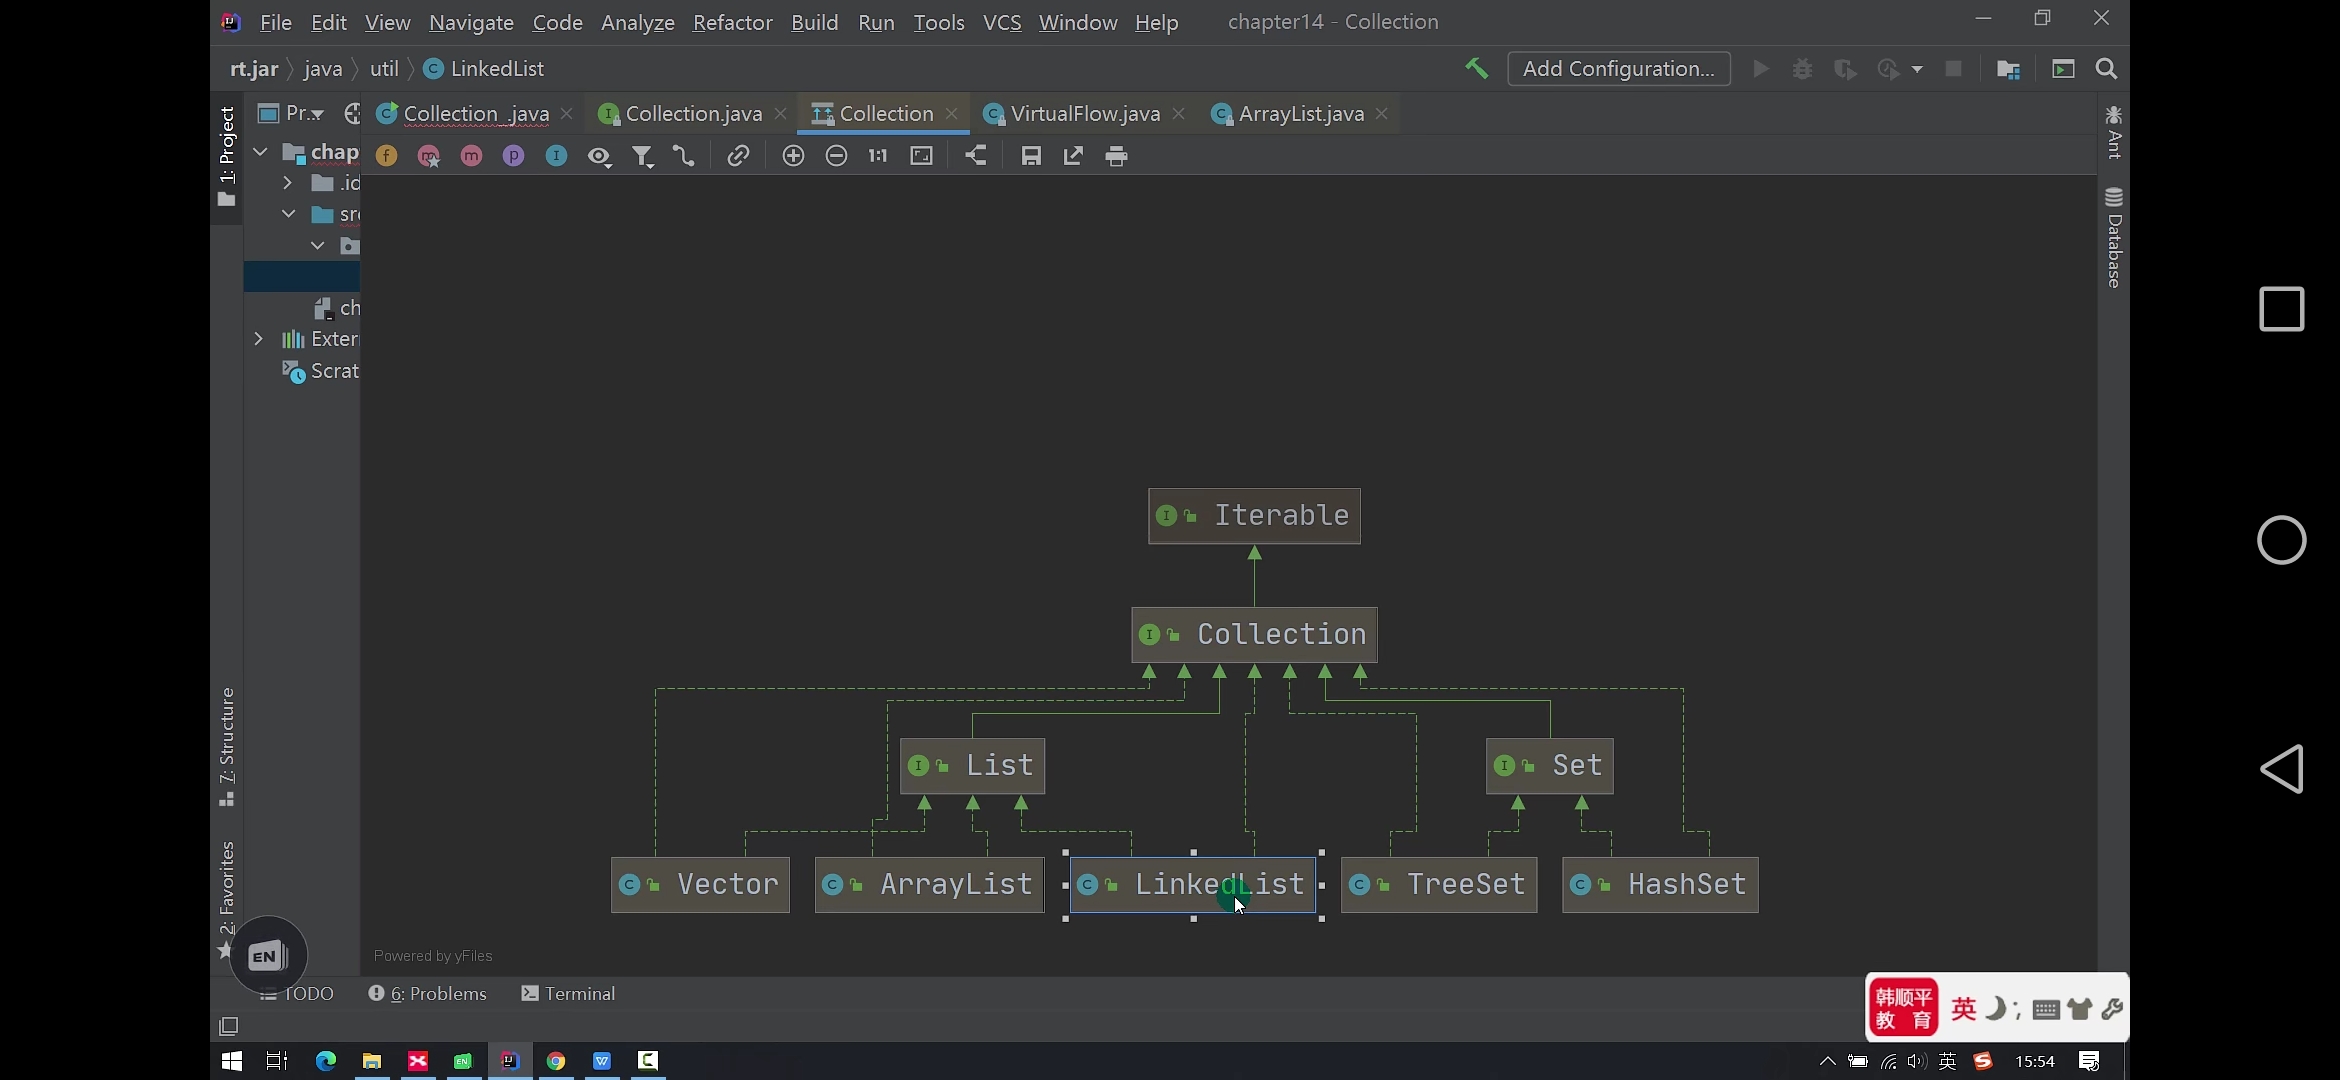 File Edit View Navigate Code Analyze Refactor Build Run Tools VCS Window Help chapter14 - Collection
rt.jar java util LinkedList Add Configuration...
Pr... Collection_.java Collection.java Collection VirtualFlow.java ArrayList.java
1: Project
Ant
Database
chap
.id
src
ch
Exter
Scrat
1:1
Iterable
Collection
List Set
Vector ArrayList LinkedList TreeSet HashSet
7: Structure
2: Favorites
Powered by yFiles
EN
TODO 6: Problems Terminal
韩顺平
教育
英
英 15:54